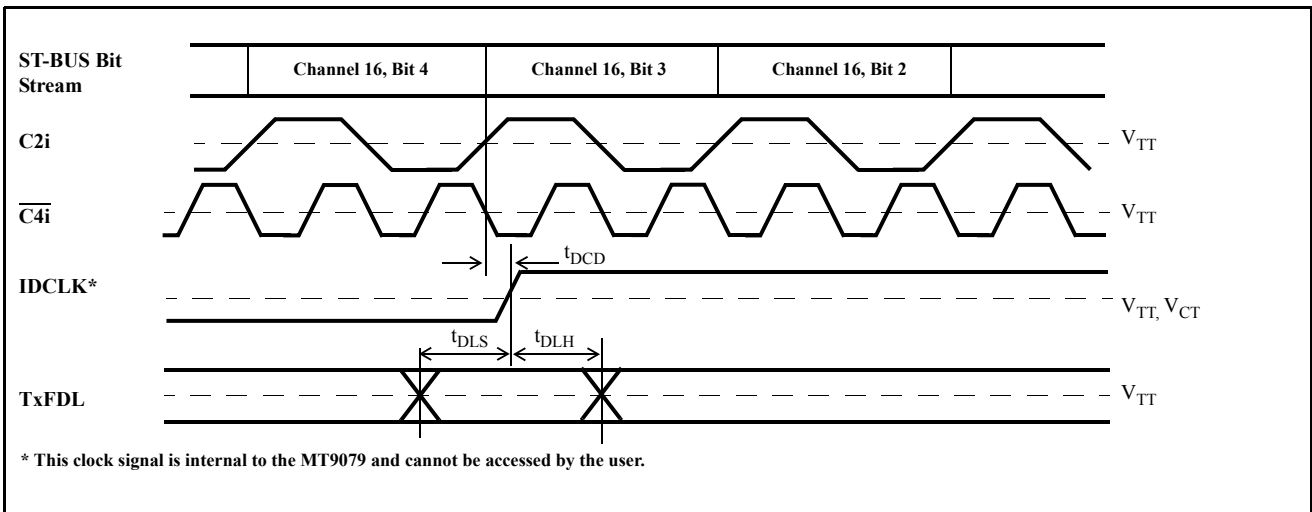 ST-BUS Bit
Stream
Channel 16, Bit 4
Channel 16, Bit 3
Channel 16, Bit 2
C2i
VTT
C4i
VTT
tDCD
IDCLK*
VTT, VCT
tDLS
tDLH
TxFDL
VTT
* This clock signal is internal to the MT9079 and cannot be accessed by the user.